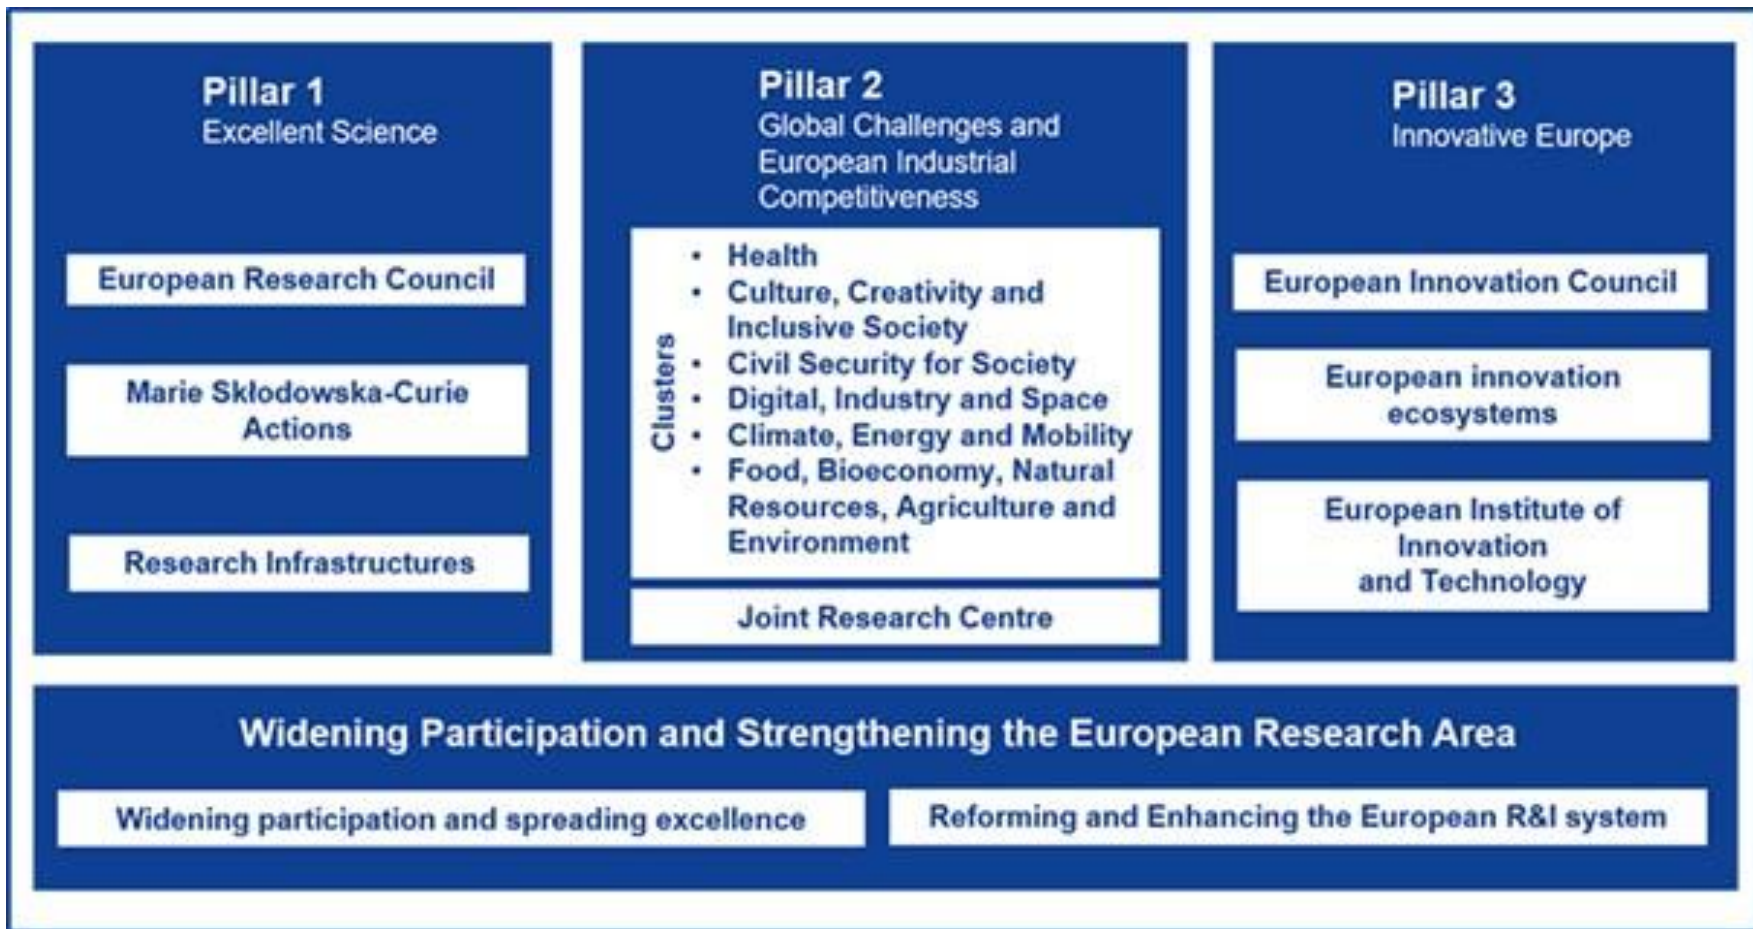 Pillar 1
Excellent Science
European Research Council
Marie Skłodowska-Curie
Actions
Research Infrastructures
Pillar 2
Global Challenges and
European Industrial
Competitiveness
Clusters
• Health
• Culture, Creativity and
Inclusive Society
• Civil Security for Society
• Digital, Industry and Space
• Climate, Energy and Mobility
• Food, Bioeconomy, Natural
Resources, Agriculture and
Environment
Joint Research Centre
Pillar 3
Innovative Europe
European Innovation Council
European innovation
ecosystems
European Institute of
Innovation
and Technology
Widening Participation and Strengthening the European Research Area
Widening participation and spreading excellence
Reforming and Enhancing the European R&I system